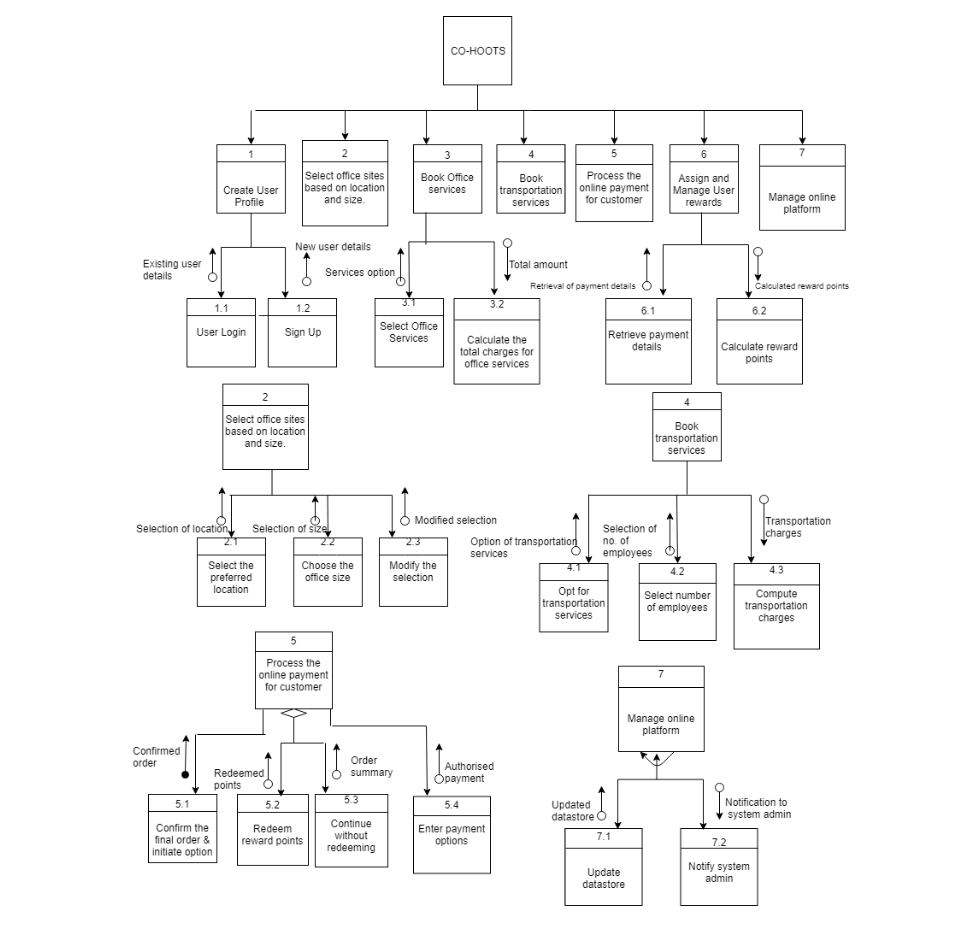 CO-HOOTS
1
Create User
Profile
2
Select office sites
based on location
and size.
3
Book Office
services
4
Book
transportation
services
5
Process the
online payment
for customer
6
Assign and
Manage User
rewards
7
Manage online
platform
Existing user
details
New user details
Services option
Total amount
Retrieval of payment details
Calculated reward points
1.1
User Login
1.2
Sign Up
3.1
Select Office
Services
3.2
Calculate the
total charges for
office services
6.1
Retrieve payment
details
6.2
Calculate reward
points
2
Select office sites
based on location
and size.
Selection of location
Selection of size
Modified selection
2.1
Select the
preferred
location
2.2
Choose the
office size
2.3
Modify the
selection
4
Book
transportation
services
Option of transportation
services
Selection of
no. of
employees
Transportation
charges
4.1
Opt for
transportation
services
4.2
Select number
of employees
4.3
Compute
transportation
charges
5
Process the
online payment
for customer
Confirmed
order
Redeemed
points
Order
summary
Authorised
payment
5.1
Confirm the
final order &
initiate option
5.2
Redeem
reward points
5.3
Continue
without
redeeming
5.4
Enter payment
options
7
Manage online
platform
Updated
datastore
Notification to
system admin
7.1
Update
datastore
7.2
Notify system
admin